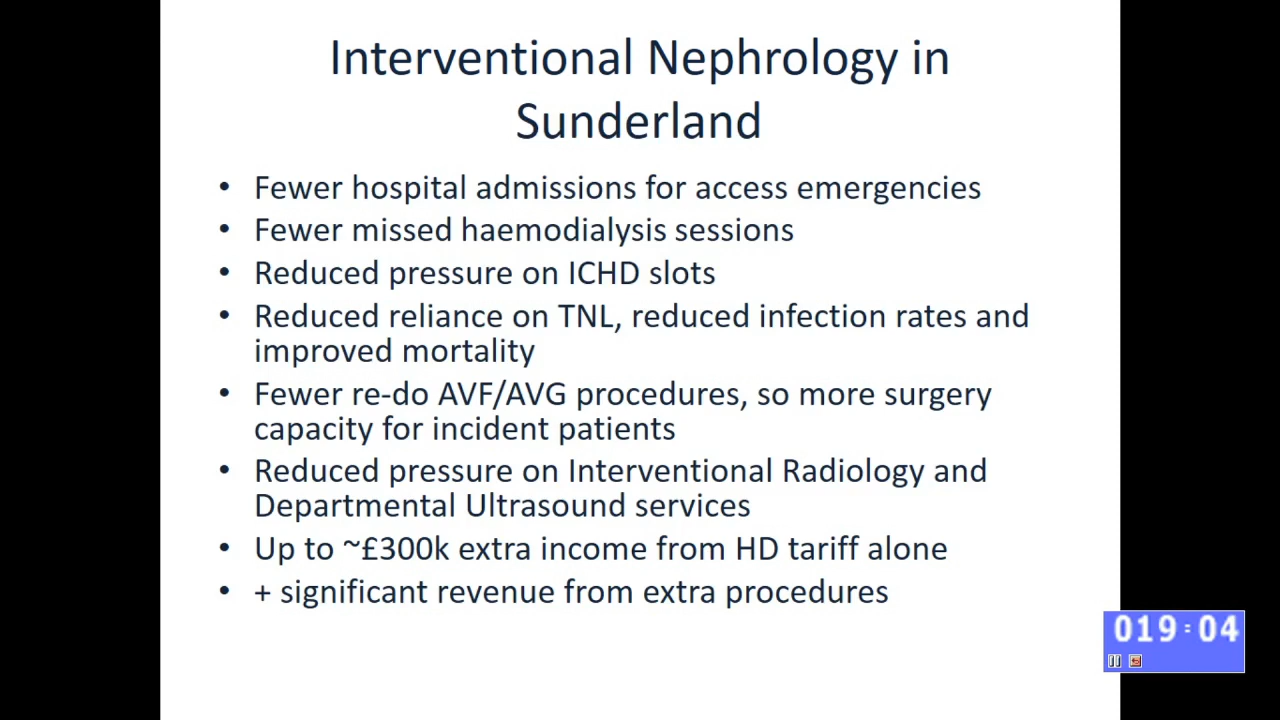 Interventional Nephrology in
Sunderland
• Fewer hospital admissions for access emergencies
• Fewer missed haemodialysis sessions
• Reduced pressure on ICHD slots
• Reduced reliance on TNL, reduced infection rates and
improved mortality
• Fewer re-do AVF/AVG procedures, so more surgery
capacity for incident patients
• Reduced pressure on Interventional Radiology and
Departmental Ultrasound services
• Up to ~£300k extra income from HD tariff alone
• + significant revenue from extra procedures
019:04